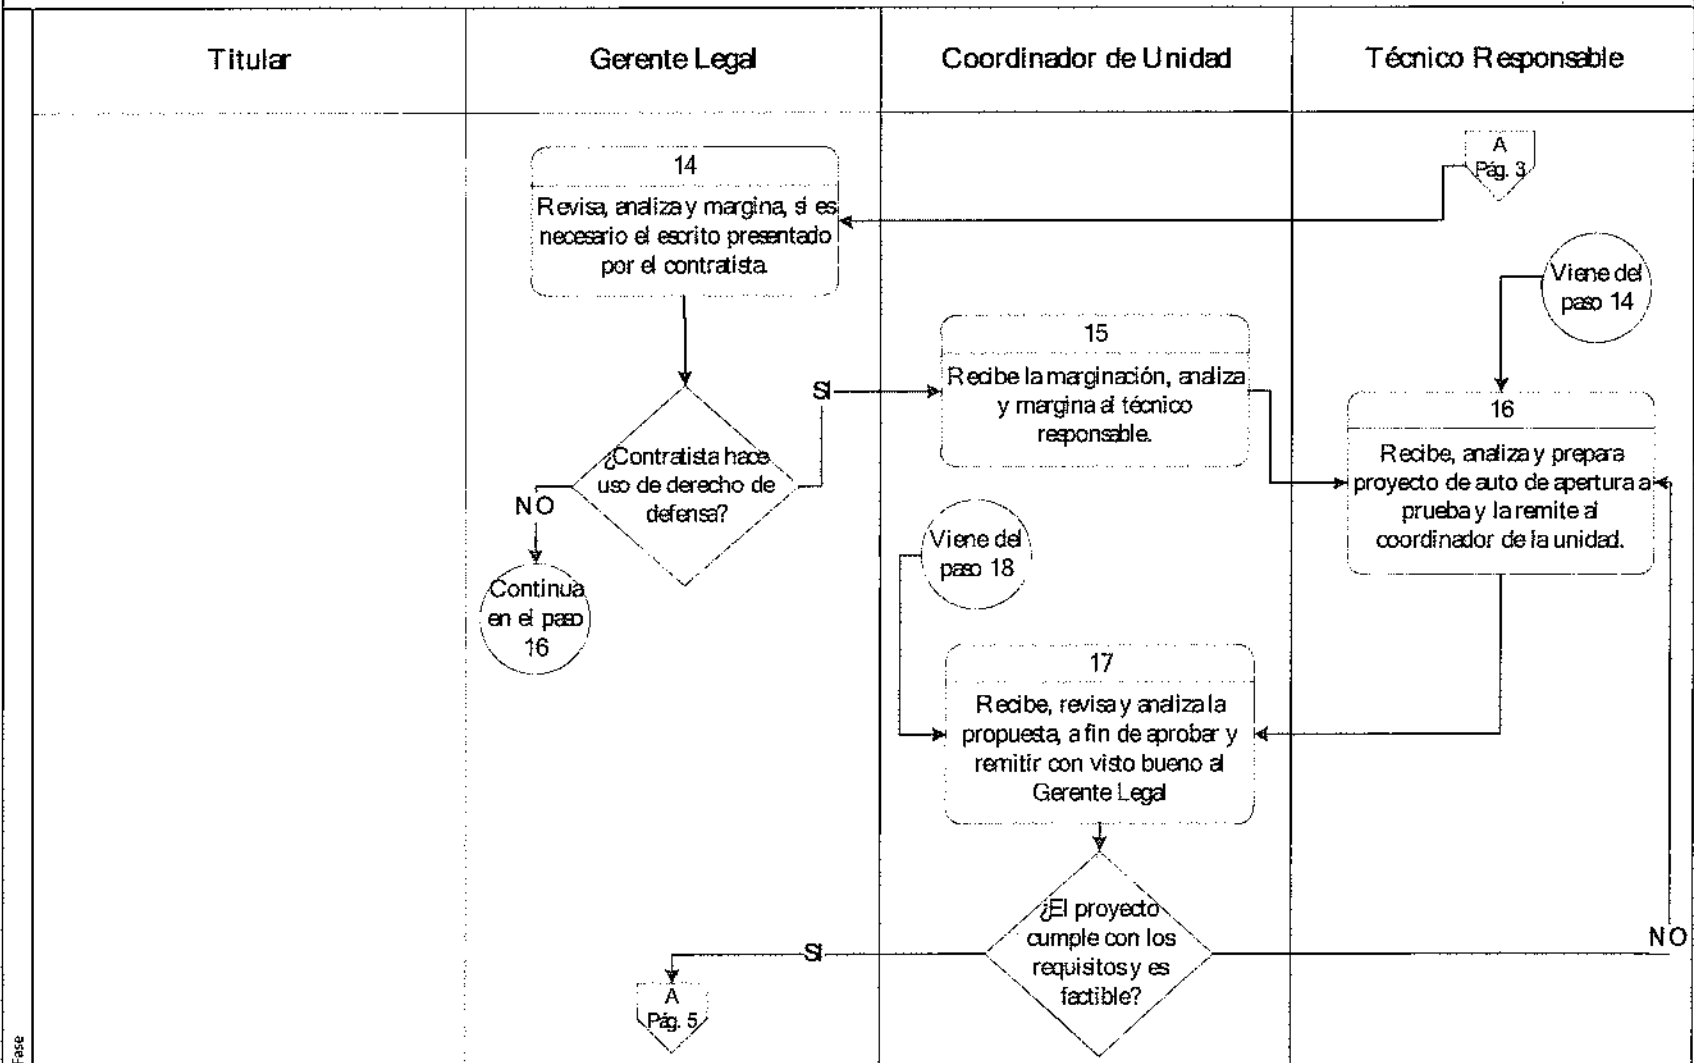 Titular
Gerente Legal
Coordinador de Unidad
Técnico Responsable
A
Pág. 3
14
Revisa, analiza y margina, si es
necesario el escrito presentado
por el contratista.
Viene del
paso 14
15
Recibe la marginación, analiza
y margina al técnico
responsable.
SI
¿Contratista hace
uso de derecho de
defensa?
NO
Continua
en el paso
16
16
Recibe, analiza y prepara
proyecto de auto de apertura a
prueba y la remite al
coordinador de la unidad.
Viene del
paso 18
17
Recibe, revisa y analiza la
propuesta, a fin de aprobar y
remitir con visto bueno al
Gerente Legal
¿El proyecto
cumple con los
requisitos y es
factible?
SI
NO
A
Pág. 5
Fase